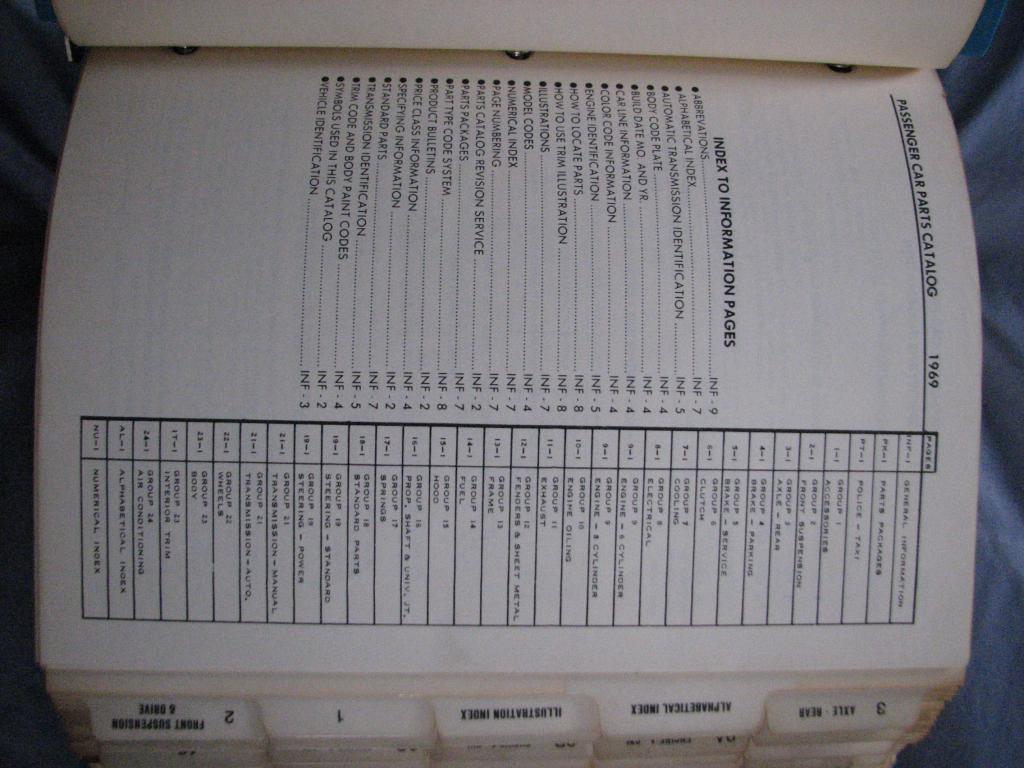 PASSENGER CAR PARTS CATALOG 1969
INDEX TO INFORMATION PAGES
● ABBREVATIONS INF - 9
● ALPHABETICAL INDEX INF - 7
● AUTOMATIC TRANSMISSION IDENTIFICATION INF - 5
● BODY CODE PLATE INF - 4
● BUILD DATE MO. AND YR. INF - 4
● CAR LINE INFORMATION INF - 4
● COLOR CODE INFORMATION INF - 4
● ENGINE IDENTIFICATION INF - 5
● HOW TO LOCATE PARTS INF - 8
● HOW TO USE TRIM ILLUSTRATION INF - 8
● ILLUSTRATIONS INF - 7
● MODEL CODES INF - 4
● NUMERICAL INDEX INF - 7
● PAGE NUMBERING INF - 7
● PARTS CATALOG REVISION SERVICE INF - 2
● PARTS PACKAGES INF - 7
● PART TYPE CODE SYSTEM INF - 8
● PRODUCT BULLETINS INF - 2
● PRICE CLASS INFORMATION INF - 4
● SPECIFYING INFORMATION INF - 2
● STANDARD PARTS INF - 7
● TRANSMISSION IDENTIFICATION INF - 5
● TRIM CODE AND BODY PAINT CODES INF - 4
● SYMBOLS USED IN THIS CATALOG INF - 2
● VEHICLE IDENTIFICATION INF - 3
PAGES
INF-1 GENERAL INFORMATION
PK-1 PARTS PACKAGES
PT-1 POLICE - TAXI
1-1 GROUP 1
ACCESSORIES
2-1 GROUP 2
FRONT SUSPENSION
3-1 GROUP 3
AXLE - REAR
4-1 GROUP 4
BRAKE - PARKING
5-1 GROUP 5
BRAKE - SERVICE
6-1 GROUP 6
CLUTCH
7-1 GROUP 7
COOLING
8-1 GROUP 8
ELECTRICAL
9-1 GROUP 9
ENGINE - 6 CYLINDER
9-1 GROUP 9
ENGINE - 8 CYLINDER
10-1 GROUP 10
ENGINE OILING
11-1 GROUP 11
EXHAUST
12-1 GROUP 12
FENDERS & SHEET METAL
13-1 GROUP 13
FRAME
14-1 GROUP 14
FUEL
15-1 GROUP 15
HOOD
16-1 GROUP 16
PROP. SHAFT & UNIV. JT.
17-1 GROUP 17
SPRINGS
18-1 GROUP 18
STANDARD PARTS
19-1 GROUP 19
STEERING - STANDARD
19-1 GROUP 19
STEERING - POWER
21-1 GROUP 21
TRANSMISSION - MANUAL
21-1 GROUP 21
TRANSMISSION - AUTO.
22-1 GROUP 22
WHEELS
23-1 GROUP 23
BODY
IT-1 GROUP 23
INTERIOR TRIM
24-1 GROUP 24
AIR CONDITIONING
AL-1 ALPHABETICAL INDEX
NU-1 NUMERICAL INDEX
3 AXLE - REAR
ALPHABETICAL INDEX
ILLUSTRATION INDEX
1
2 FRONT SUSPENSION
& DRIVE